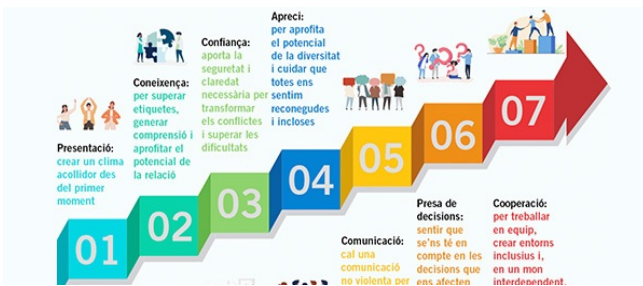 Presentació:
crear un clima
acollidor des
del primer
moment
01
Coneixença:
per superar
etiquetes,
generar
comprensió i
aprofitar el
potencial de
la relació
02
Confiança:
aporta la
seguretat i
claredat
necessària per
transformar
els conflictes
i superar les
dificultats
03
Apreci:
per aprofita
el potencial
de la diversitat
i cuidar que
totes ens
sentim
reconegudes
i incloses
04
Comunicació:
cal una
comunicació
no violenta per
05
Presa de
decisions:
sentir que
se'ns té en
compte en les
decisions que
ens afecten
06
Cooperació:
per treballar
en equip,
crear entorns
inclusius i,
en un mon
interdependent.
07